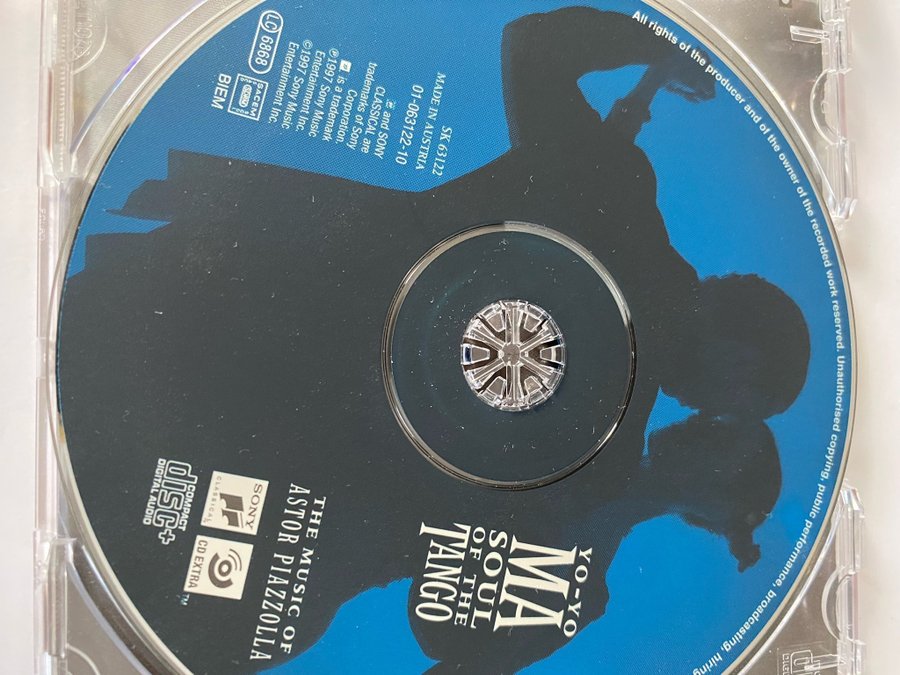 YO-YO
MA
SOUL
OF THE
TANGO
THE MUSIC OF
ASTOR PIAZZOLLA
SONY
CLASSICAL
CD EXTRA
TM
COMPACT
disc+
DIGITAL AUDIO
SK 63122
MADE IN AUSTRIA
01-063122-10
and SONY
CLASSICAL are
trademarks of Sony
Corporation.
is a trademark
℗1997 Sony Music
Entertainment Inc.
©1997 Sony Music
Entertainment Inc.
LC 6868
SACEM
BIEM
All rights of the producer and of the owner of the recorded work reserved. Unauthorised copying, public performance, broadcasting, hiring